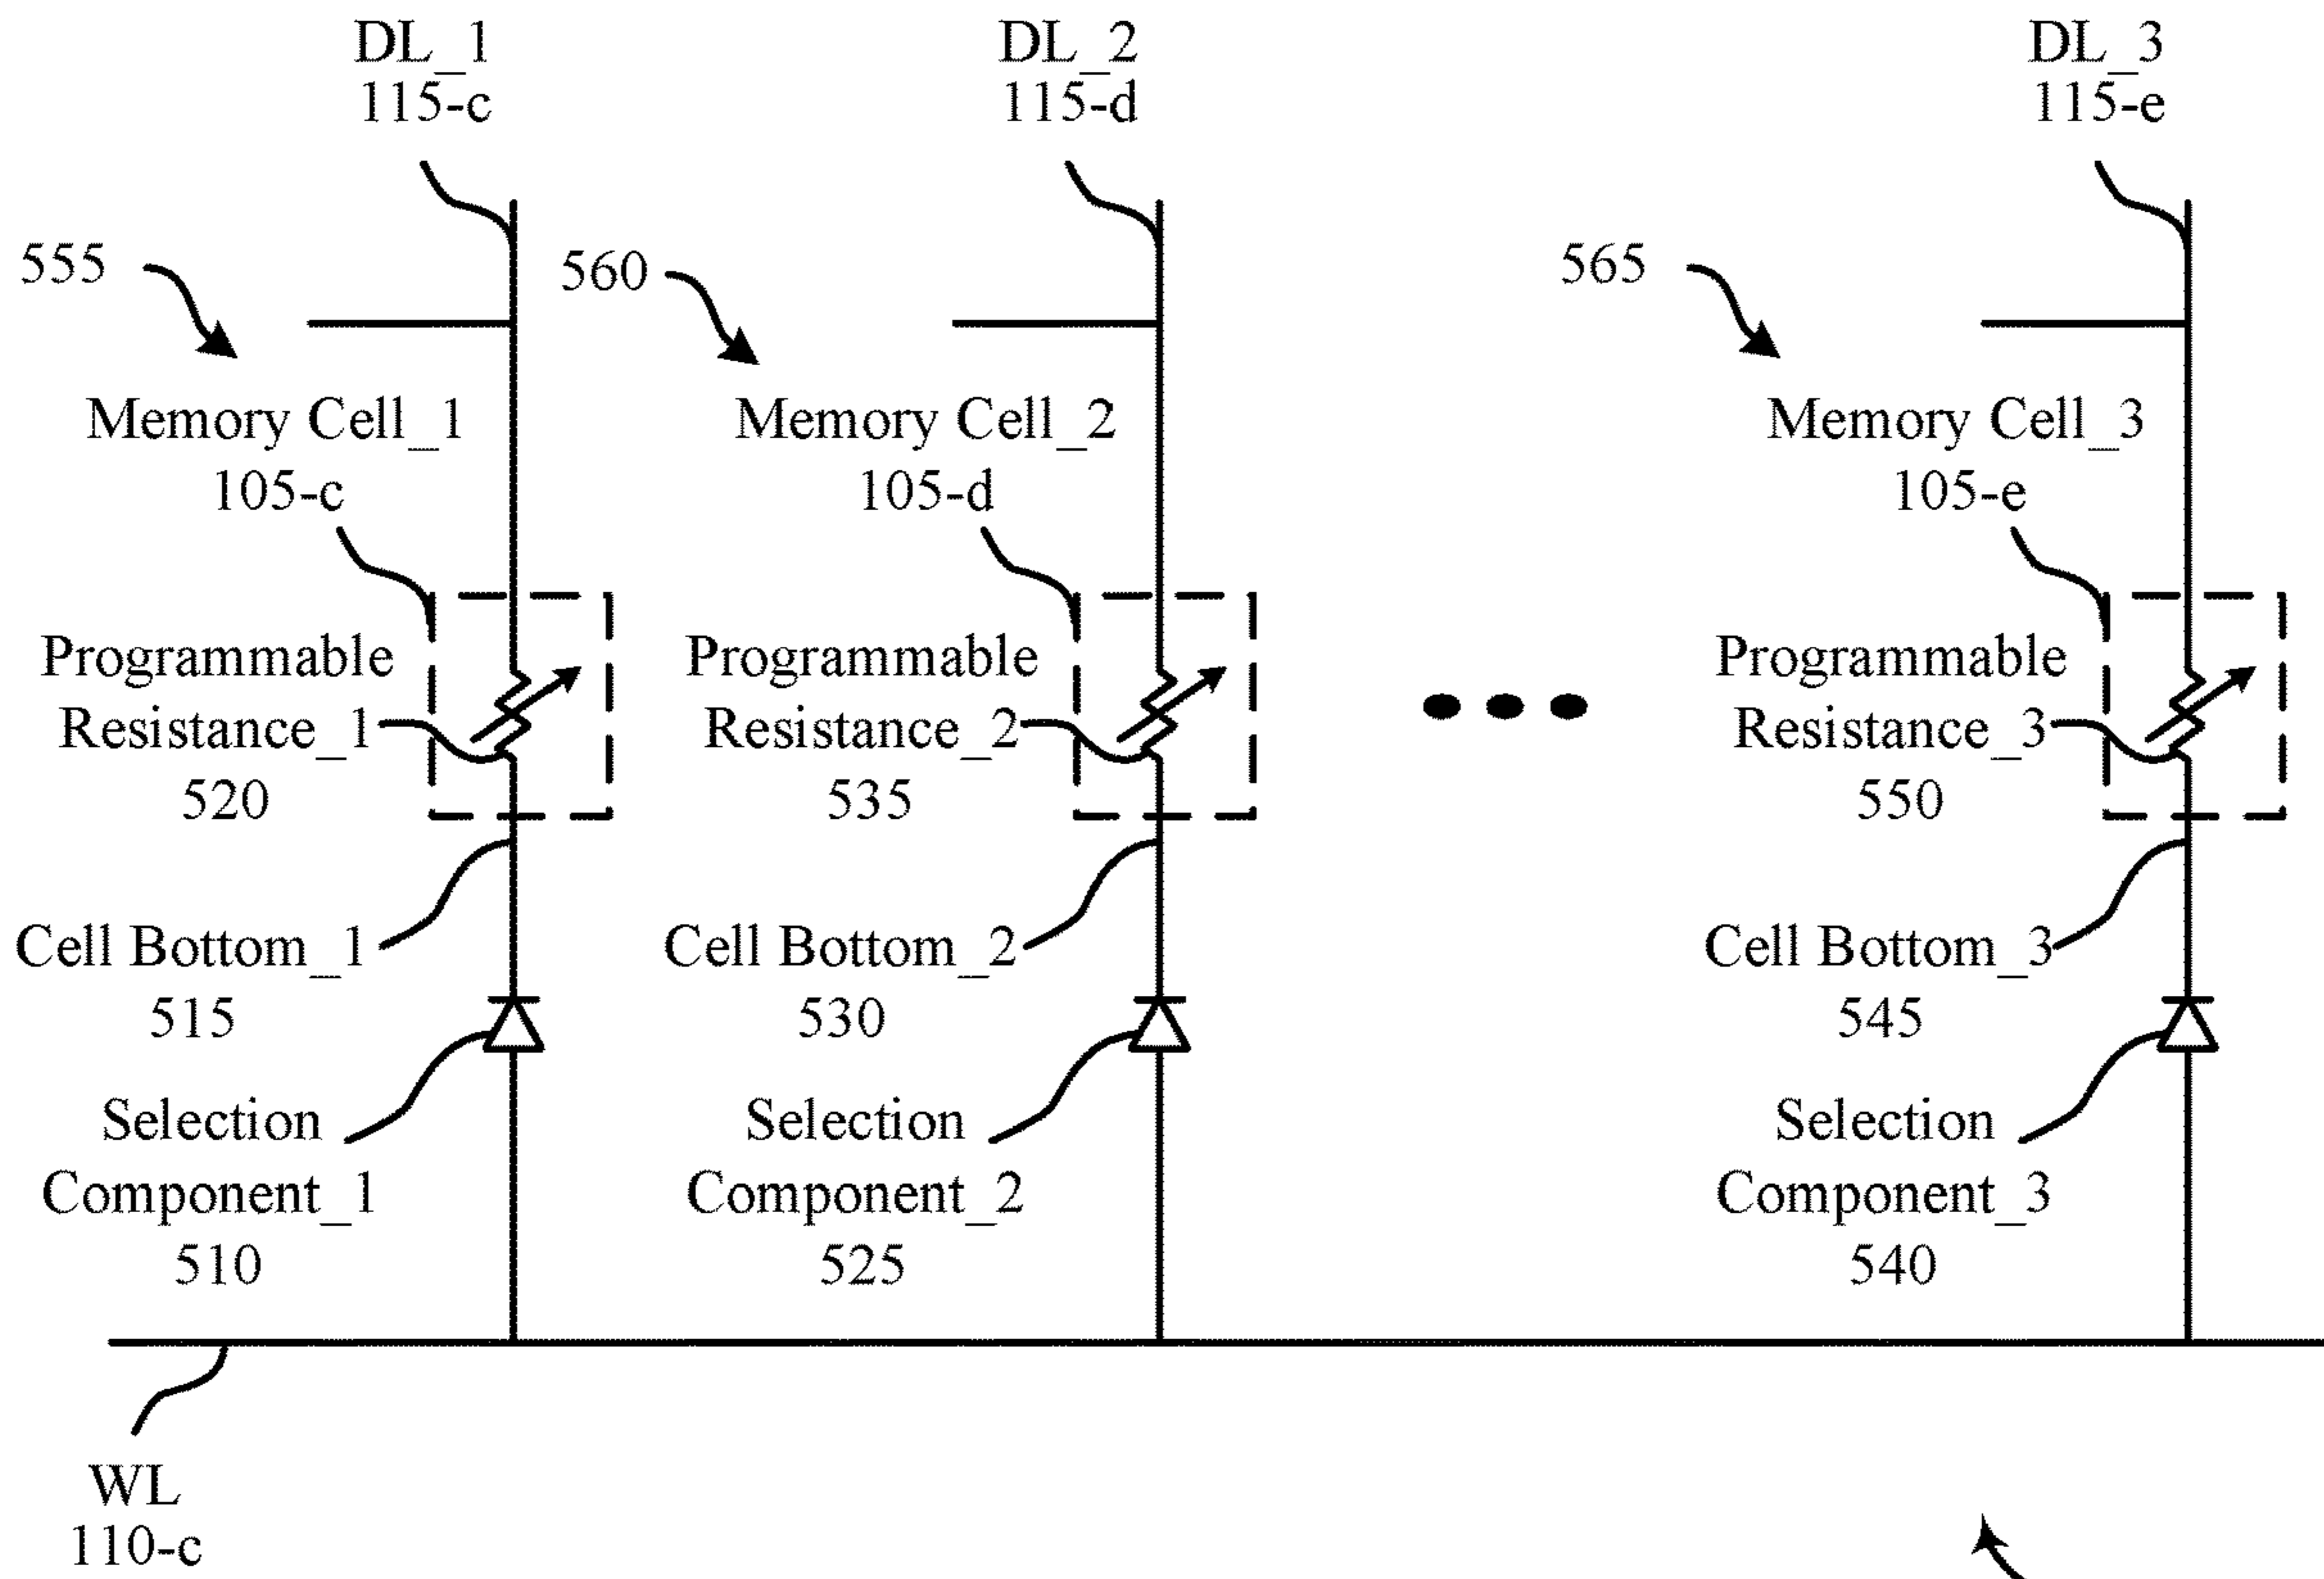 DL_1
115-c
DL_2
115-d
DL_3
115-e
555
560
565
Memory Cell_1
105-c
Memory Cell_2
105-d
Memory Cell_3
105-e
Programmable
Resistance_1
520
Programmable
Resistance_2
535
Programmable
Resistance_3
550
Cell Bottom_1
515
Cell Bottom_2
530
Cell Bottom_3
545
Selection
Component_1
510
Selection
Component_2
525
Selection
Component_3
540
WL
110-c